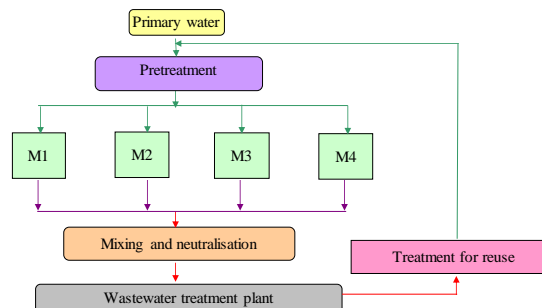 Primary water
Pretreatment
M1
M2
M3
M4
Mixing and neutralisation
Treatment for reuse
Wastewater treatment plant